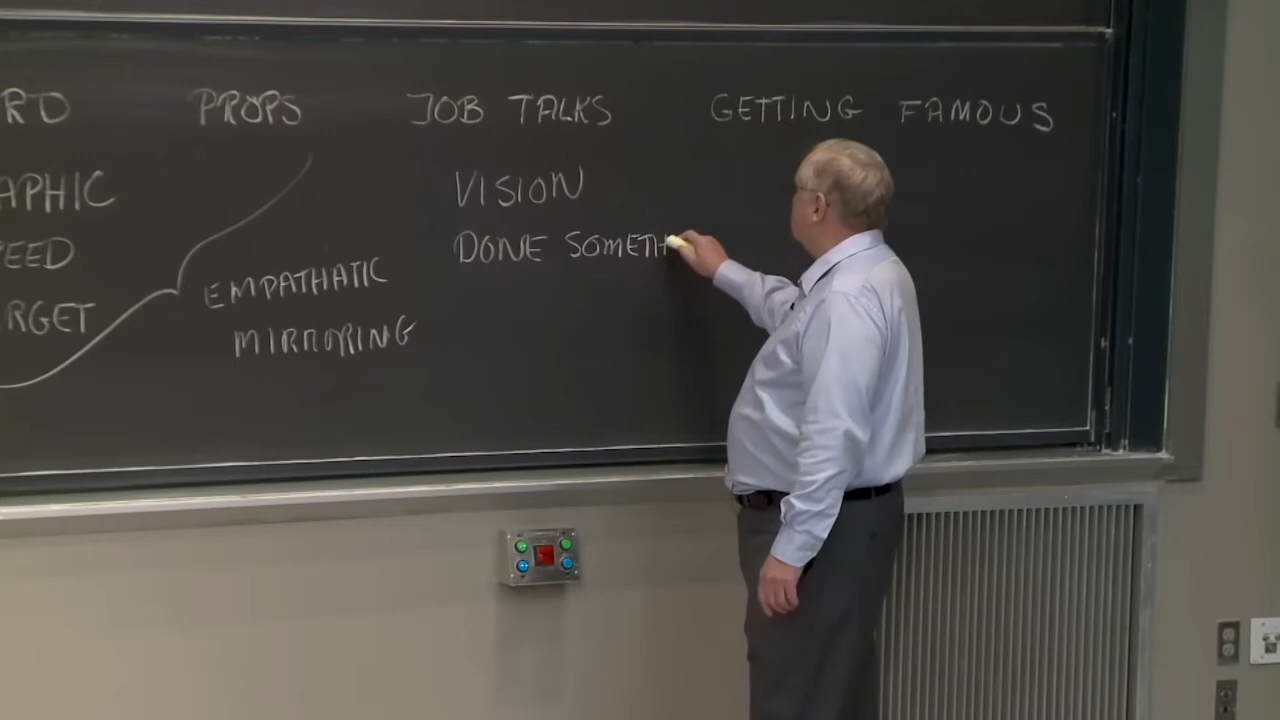 RD PROPS JOB TALKS GETTING FAMOUS
APHIC
EED
RGET
EMPATHATIC
MIRRORING
VISION
DONE SOMETH